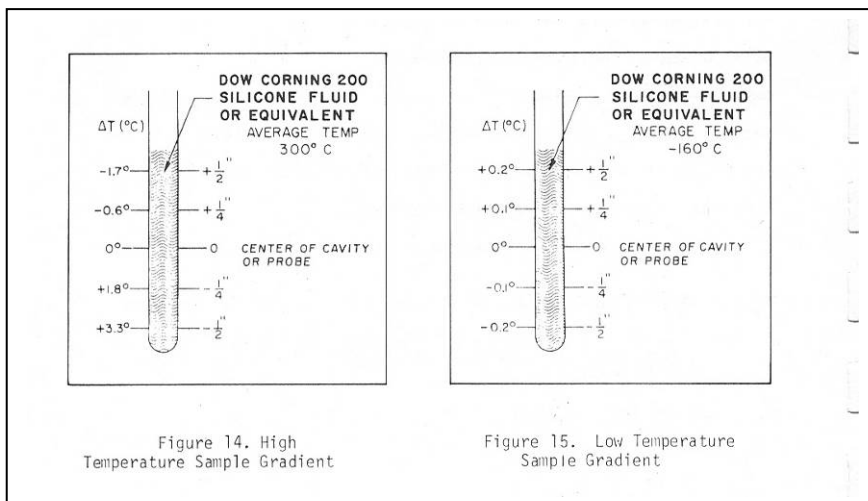 DOW CORNING 200
SILICONE FLUID
OR EQUIVALENT
AVERAGE TEMP
300° C
ΔT (°C)
-1.7° + 1/2"
-0.6° + 1/4"
0° 0 CENTER OF CAVITY
OR PROBE
+1.8° - 1/4"
+3.3° - 1/2"
Figure 14. High
Temperature Sample Gradient
DOW CORNING 200
SILICONE FLUID
OR EQUIVALENT
AVERAGE TEMP
-160° C
ΔT (°C)
+0.2° + 1/2"
+0.1° + 1/4"
0° 0 CENTER OF CAVITY
OR PROBE
-0.1° - 1/4"
-0.2° - 1/2"
Figure 15. Low Temperature
Sample Gradient